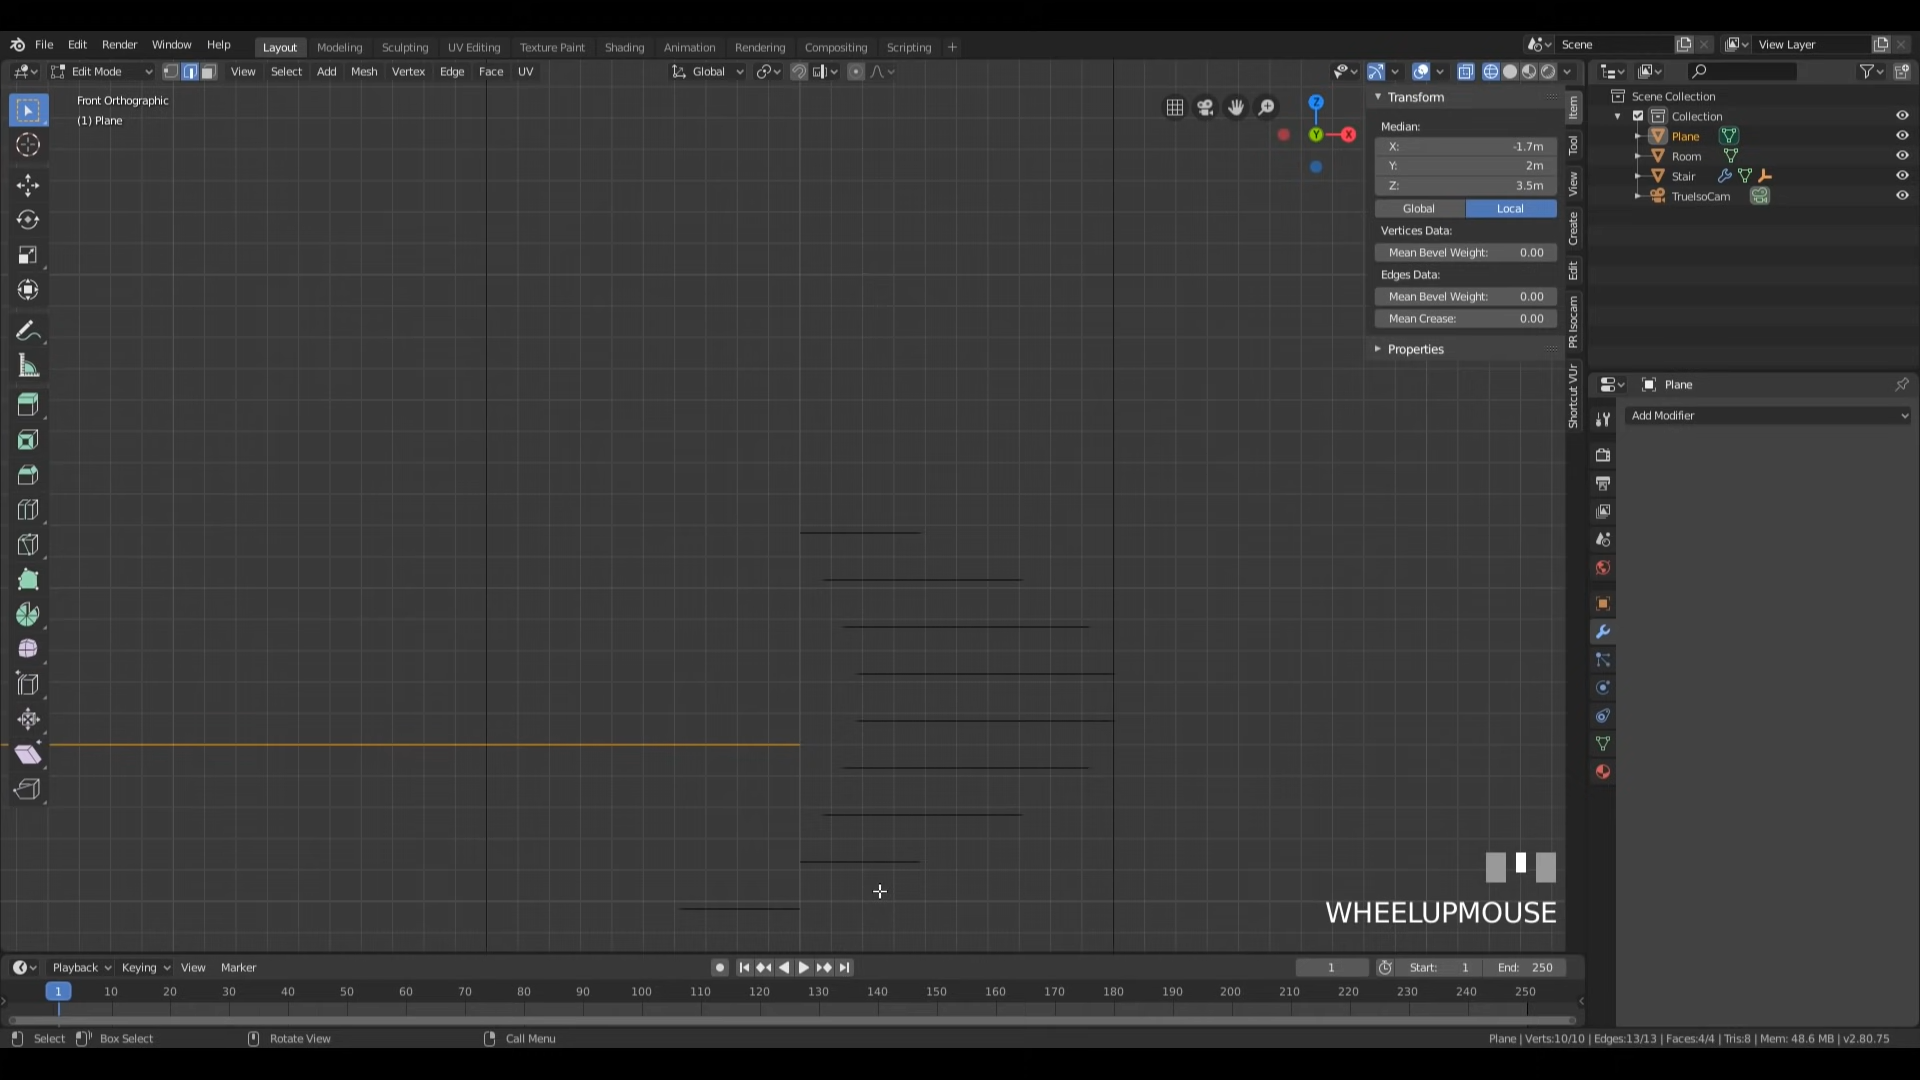 File Edit Render Window Help Layout Modeling Sculpting UV Editing Texture Paint Shading Animation Rendering Compositing Scripting + Scene View Layer
Edit Mode View Select Add Mesh Vertex Edge Face UV Global
Front Orthographic
(1) Plane
Z
Y
X
Transform
Median:
X: -1.7m
Y: 2m
Z: 3.5m
Global Local
Vertices Data:
Mean Bevel Weight: 0.00
Edges Data:
Mean Bevel Weight: 0.00
Mean Crease: 0.00
Properties
Item
Tool
View
Create
Edit
PR Isocam
Shortcut VUr
Scene Collection
Collection
Plane
Room
Stair
TrueIsoCam
Plane
Add Modifier
WHEELUPMOUSE
Playback Keying View Marker 1 Start: 1 End: 250
1 10 20 30 40 50 60 70 80 90 100 110 120 130 140 150 160 170 180 190 200 210 220 230 240 250
Select Box Select Rotate View Call Menu Plane | Verts:10/10 | Edges:13/13 | Faces:4/4 | Tris:8 | Mem: 48.6 MB | v2.80.75